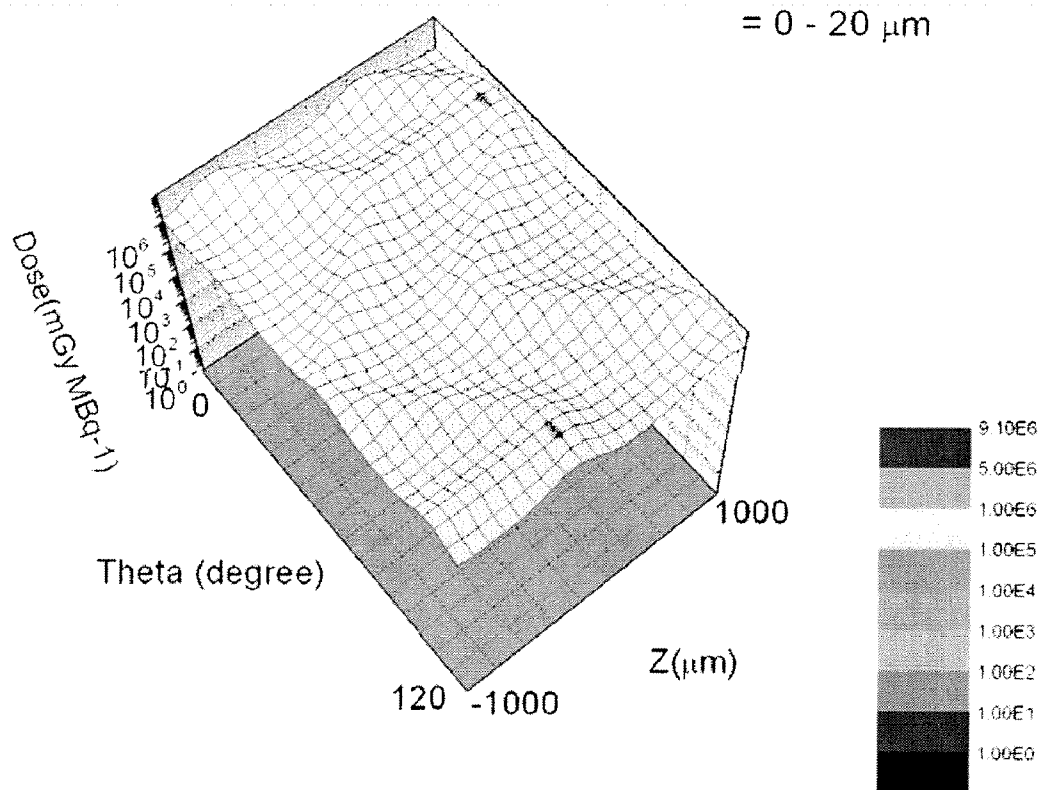 = 0 - 20 μm
Dose(mGy MBq-1)
10⁶
10⁵
10⁴
10³
10²
10¹
10⁰
0
Theta (degree)
120
-1000
Z(μm)
1000
9.10E6
5.00E6
1.00E6
1.00E5
1.00E4
1.00E3
1.00E2
1.00E1
1.00E0